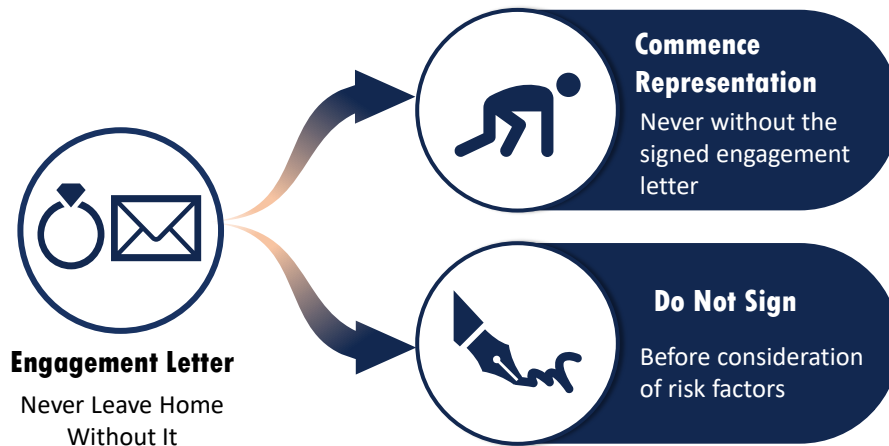 Engagement Letter
Never Leave Home
Without It
Commence
Representation
Never without the
signed engagement
letter
Do Not Sign
Before consideration
of risk factors